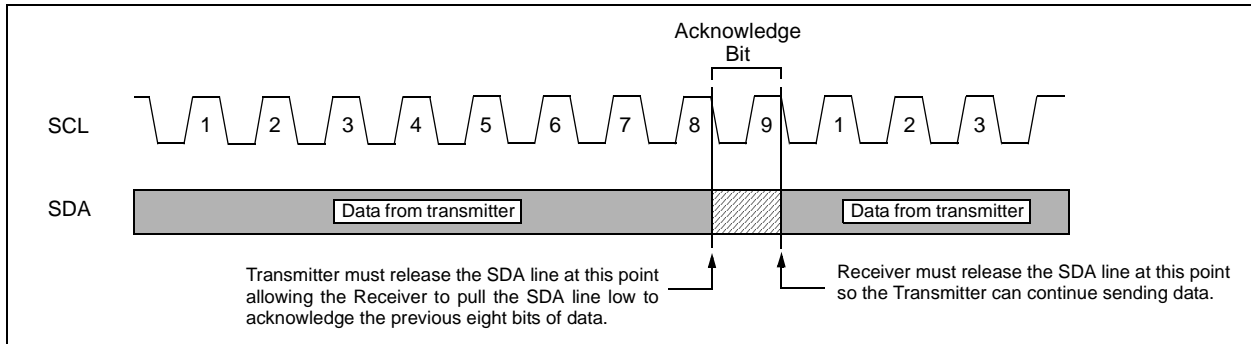 Acknowledge
Bit
SCL
1 2 3 4 5 6 7 8 9 1 2 3
SDA
Data from transmitter
Data from transmitter
Transmitter must release the SDA line at this point
allowing the Receiver to pull the SDA line low to
acknowledge the previous eight bits of data.
Receiver must release the SDA line at this point
so the Transmitter can continue sending data.